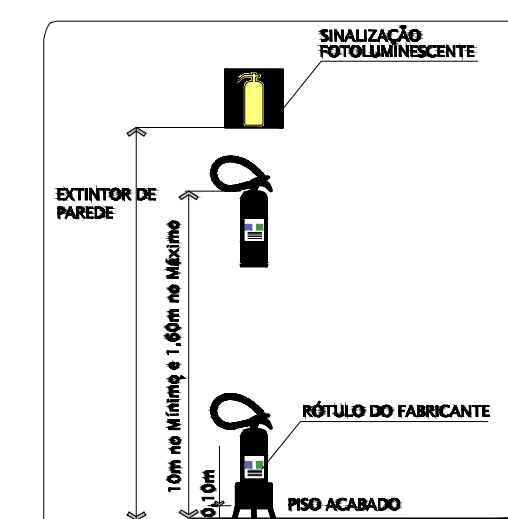 SINALIZAÇÃO
FOTOLUMINESCENTE
EXTINTOR DE
PAREDE
10m no Mínimo e 1,60m no Máximo
RÓTULO DO FABRICANTE
0,10m
PISO ACABADO